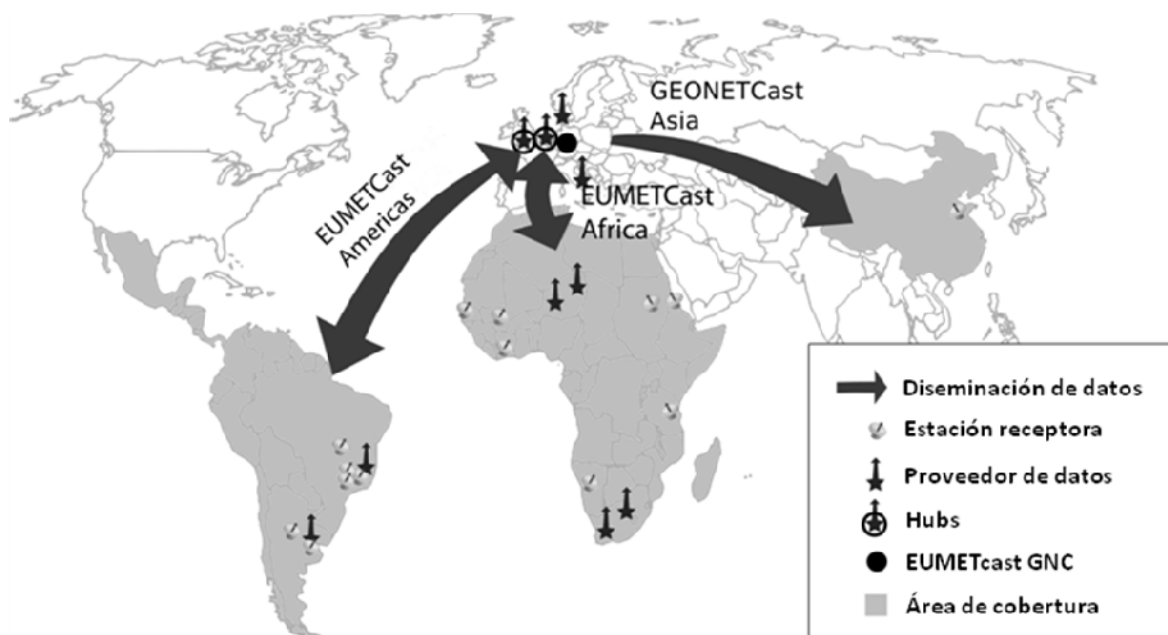 GEONETCast
Asia
EUMETCast
Americas
EUMETCast
Africa
Diseminación de datos
Estación receptora
Proveedor de datos
Hubs
EUMETcast GNC
Área de cobertura